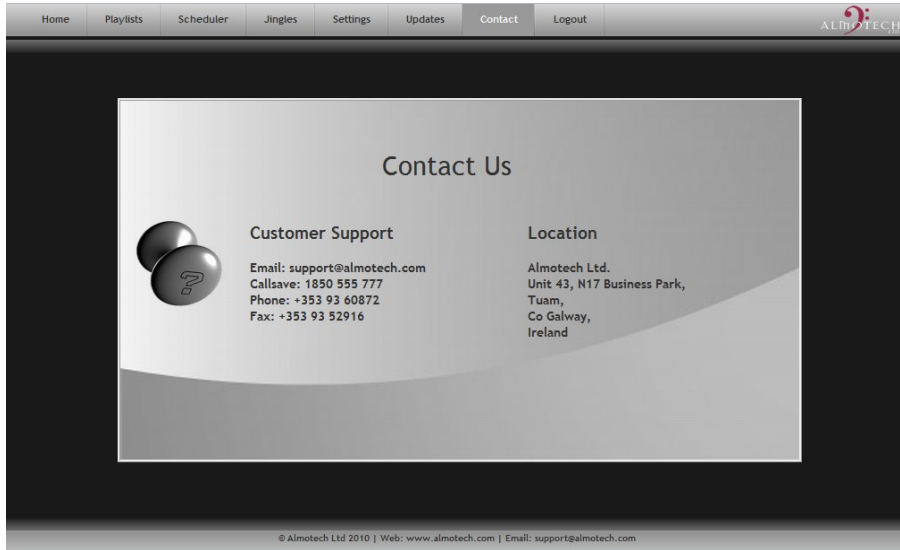 Home Playlists Scheduler Jingles Settings Updates Contact Logout
ALMOTECH
Contact Us
Customer Support
Email: support@almotech.com
Callsave: 1850 555 777
Phone: +353 93 60872
Fax: +353 93 52916
?
Location
Almotech Ltd.
Unit 43, N17 Business Park,
Tuam,
Co Galway,
Ireland
© Almotech Ltd 2010 | Web: www.almotech.com | Email: support@almotech.com